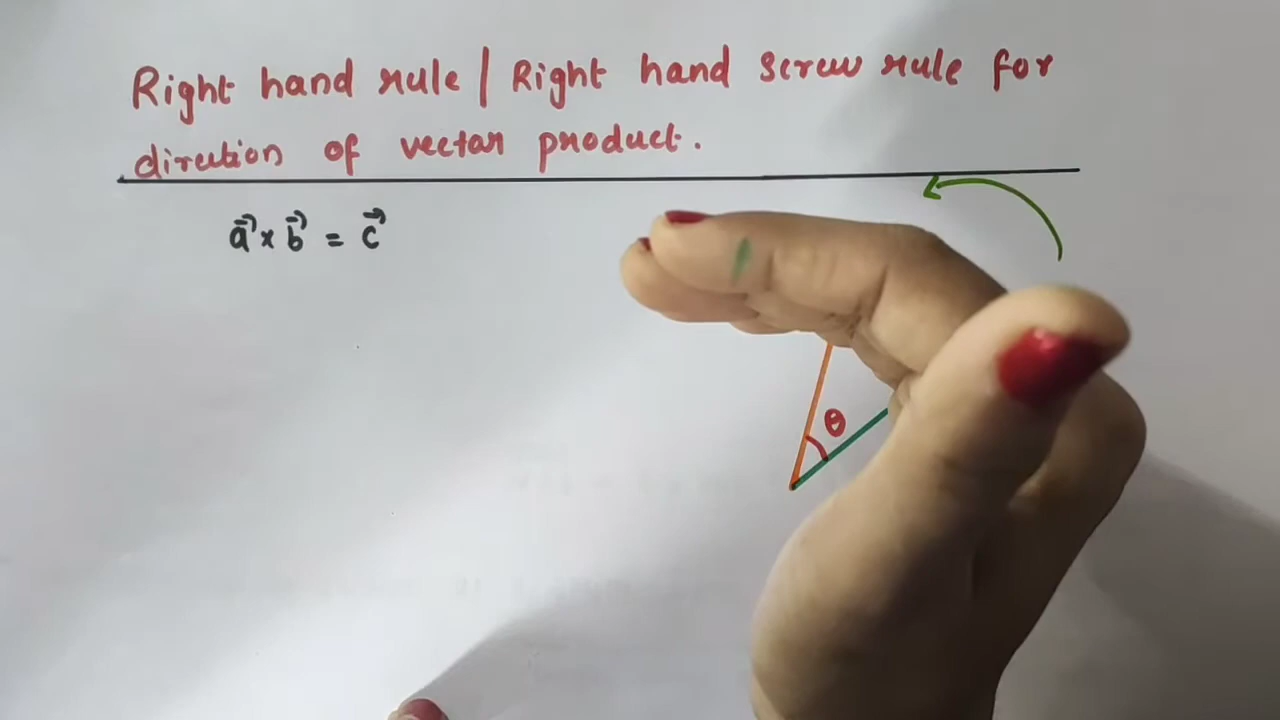 Right hand rule | Right hand screw rule for
direction of vector product.
a⃗ × b⃗ = c⃗
θ